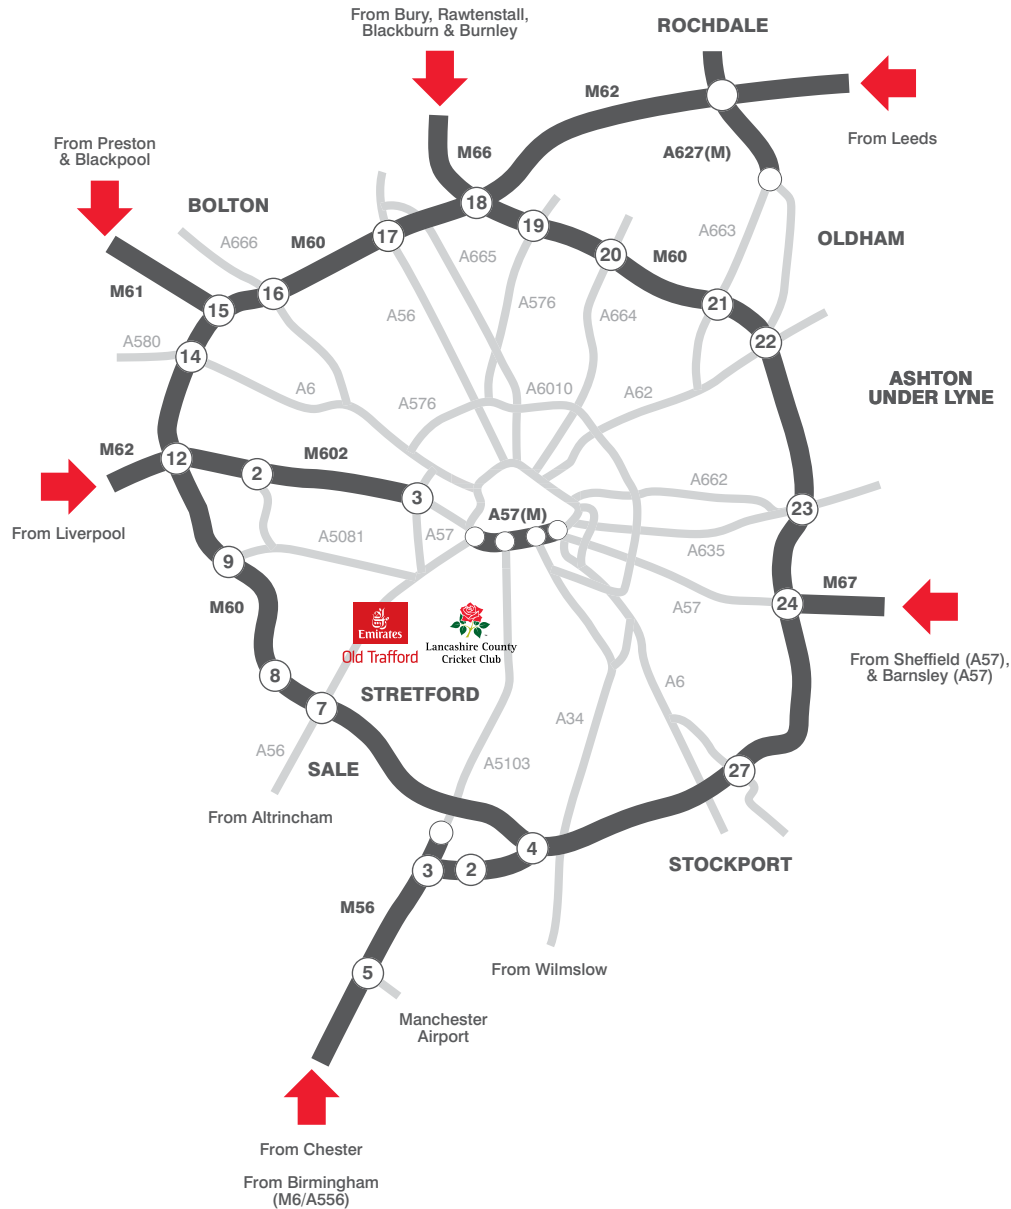 From Bury, Rawtenstall,
Blackburn & Burnley
ROCHDALE
M62
From Leeds
From Preston
& Blackpool
M66
A627(M)
BOLTON
18
A666
M60
17
19
A663
OLDHAM
A665
20
M60
M61
16
15
A576
21
A56
A664
A580
14
22
A6
A6010
A62
ASHTON
UNDER LYNE
A576
M62
12
M602
2
3
A662
23
From Liverpool
A57(M)
A5081
A57
A635
9
M60
M67
24
A57
Emirates
Old Trafford
Lancashire County
Cricket Club
From Sheffield (A57),
& Barnsley (A57)
8
STRETFORD
A6
7
A34
A56
SALE
A5103
27
From Altrincham
4
STOCKPORT
3
2
M56
5
From Wilmslow
Manchester
Airport
From Chester
From Birmingham
(M6/A556)